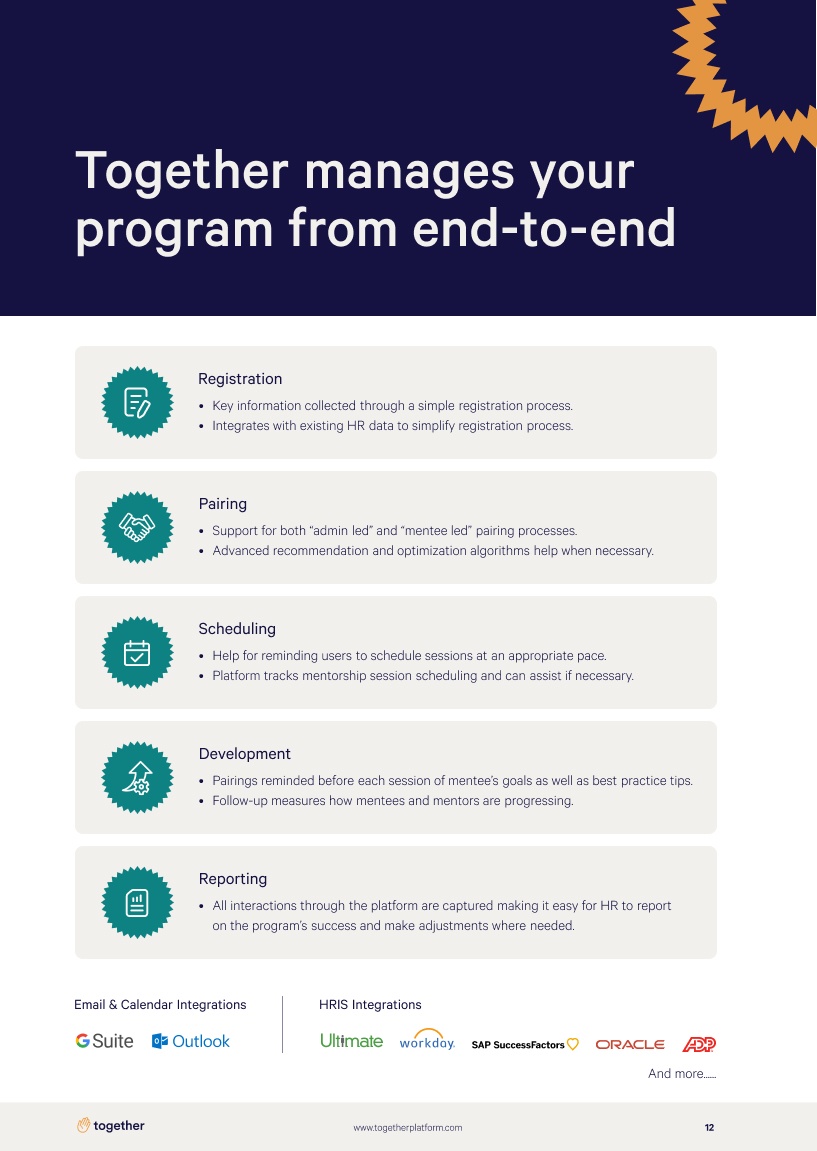 Together manages your
program from end-to-end
Registration
• Key information collected through a simple registration process.
• Integrates with existing HR data to simplify registration process.
Pairing
• Support for both “admin led” and “mentee led” pairing processes.
• Advanced recommendation and optimization algorithms help when necessary.
Scheduling
• Help for reminding users to schedule sessions at an appropriate pace.
• Platform tracks mentorship session scheduling and can assist if necessary.
Development
• Pairings reminded before each session of mentee’s goals as well as best practice tips.
• Follow-up measures how mentees and mentors are progressing.
Reporting
• All interactions through the platform are captured making it easy for HR to report
on the program’s success and make adjustments where needed.
Email & Calendar Integrations
G Suite Outlook
HRIS Integrations
Ultimate workday. SAP SuccessFactors ORACLE ADP
And more......
together
www.togetherplatform.com
12